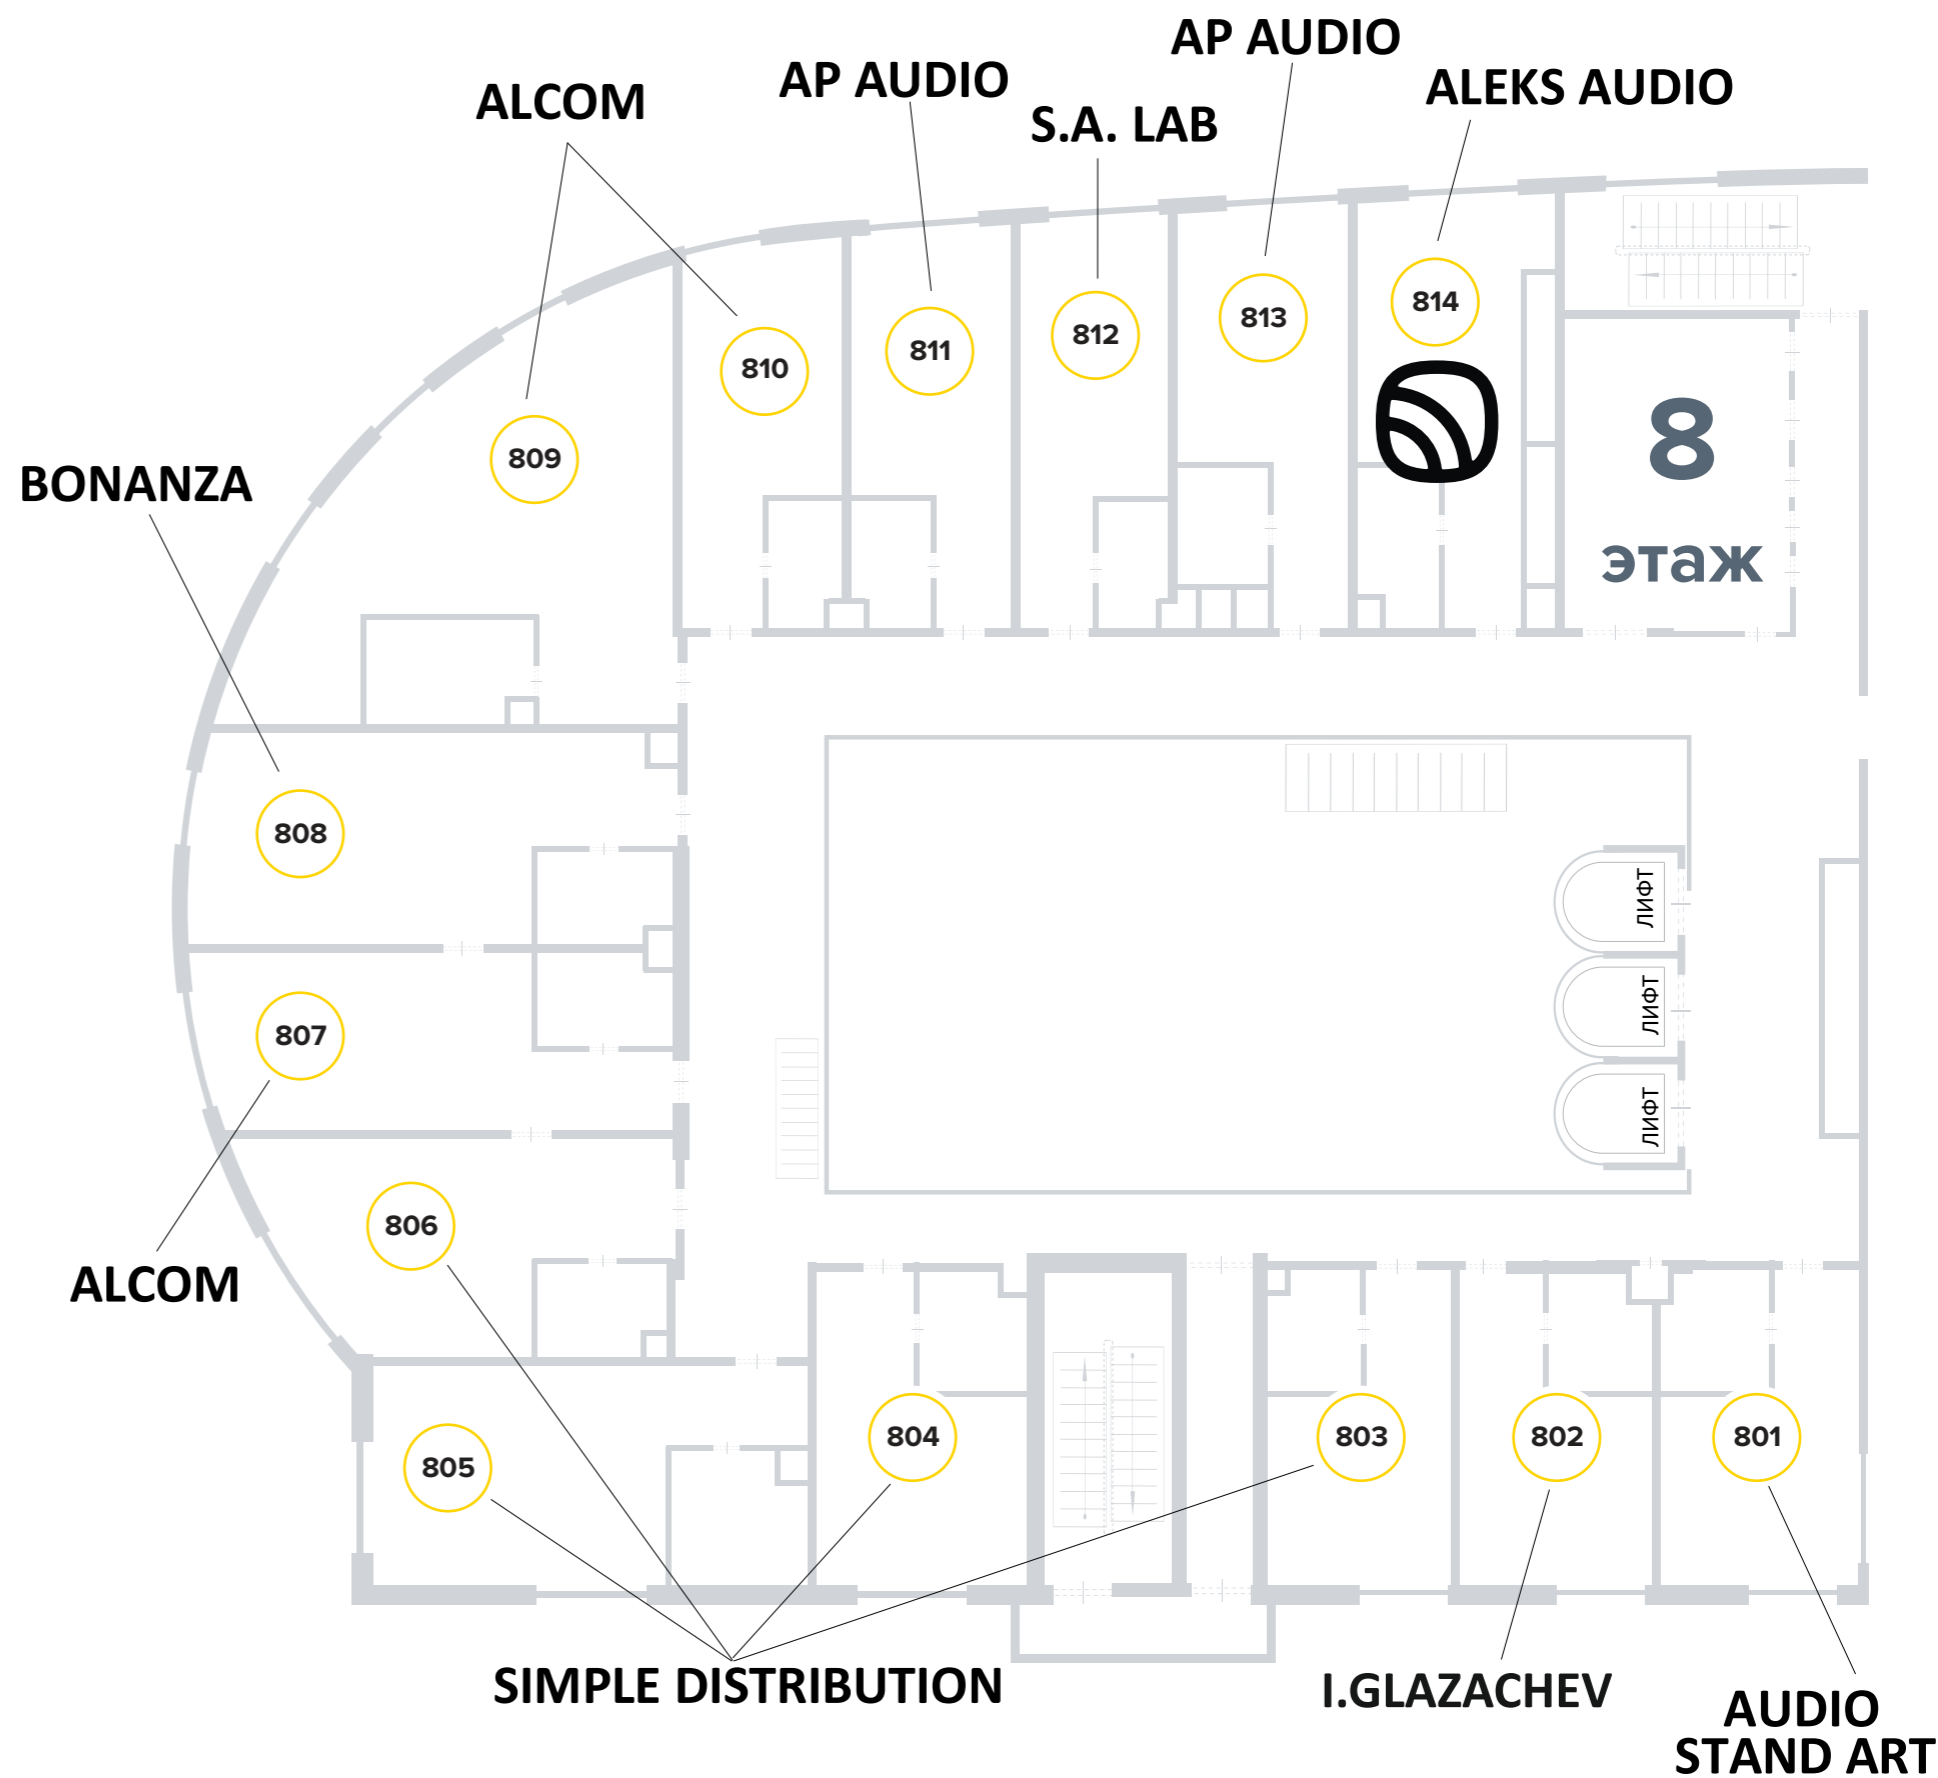 AP AUDIO
AP AUDIO
ALEKS AUDIO
ALCOM
S.A. LAB
814
813
812
811
810
8
809
BONANZA
этаж
808
ЛИФТ
ЛИФТ
807
ЛИФТ
806
ALCOM
804
803
802
801
805
SIMPLE DISTRIBUTION
I.GLAZACHEV
AUDIO
STAND ART